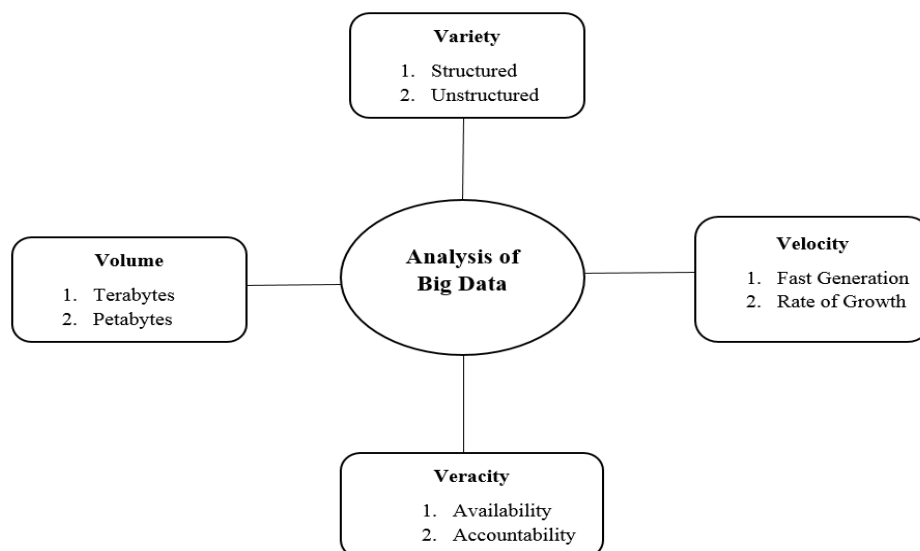 Variety
1. Structured
2. Unstructured
Analysis of
Big Data
Volume
1. Terabytes
2. Petabytes
Velocity
1. Fast Generation
2. Rate of Growth
Veracity
1. Availability
2. Accountability